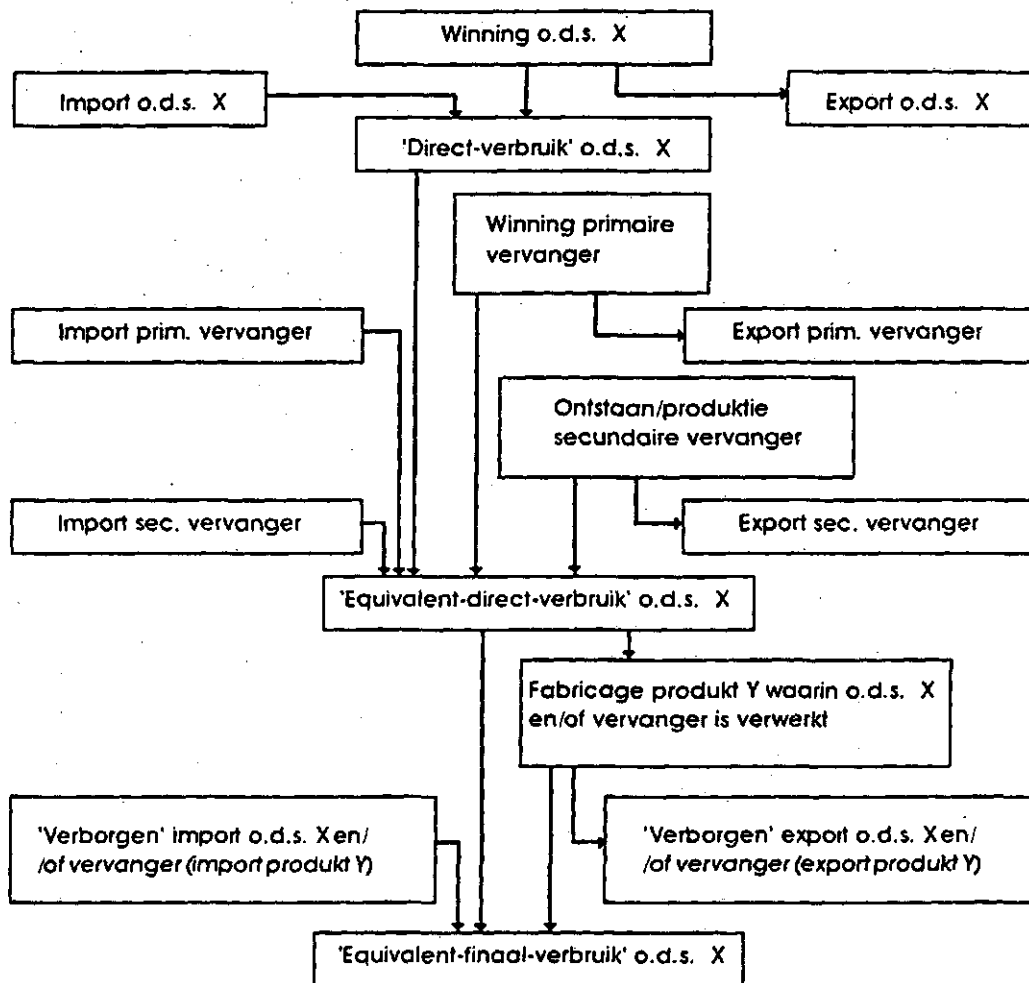 Winning o.d.s. X
Import o.d.s. X
Export o.d.s. X
'Direct-verbruik' o.d.s. X
Winning primaire
vervanger
Import prim. vervanger
Export prim. vervanger
Ontstaan/produktie
secundaire vervanger
Import sec. vervanger
Export sec. vervanger
'Equivalent-direct-verbruik' o.d.s. X
Fabricage produkt Y waarin o.d.s. X
en/of vervanger is verwerkt
'Verborgen' import o.d.s. X en/
/of vervanger (import produkt Y)
'Verborgen' export o.d.s. X en/
/of vervanger (export produkt Y)
'Equivalent-finaal-verbruik' o.d.s. X